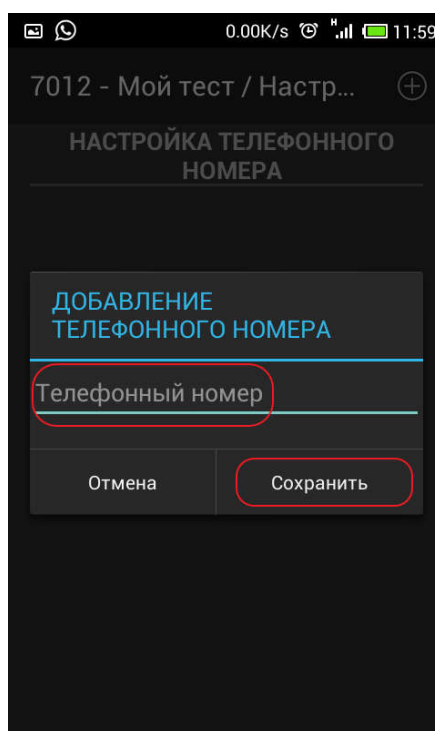 0.00K/s H 11:59
7012 - Мой тест / Настр...
НАСТРОЙКА ТЕЛЕФОННОГО
НОМЕРА
ДОБАВЛЕНИЕ
ТЕЛЕФОННОГО НОМЕРА
Телефонный номер
Отмена Сохранить